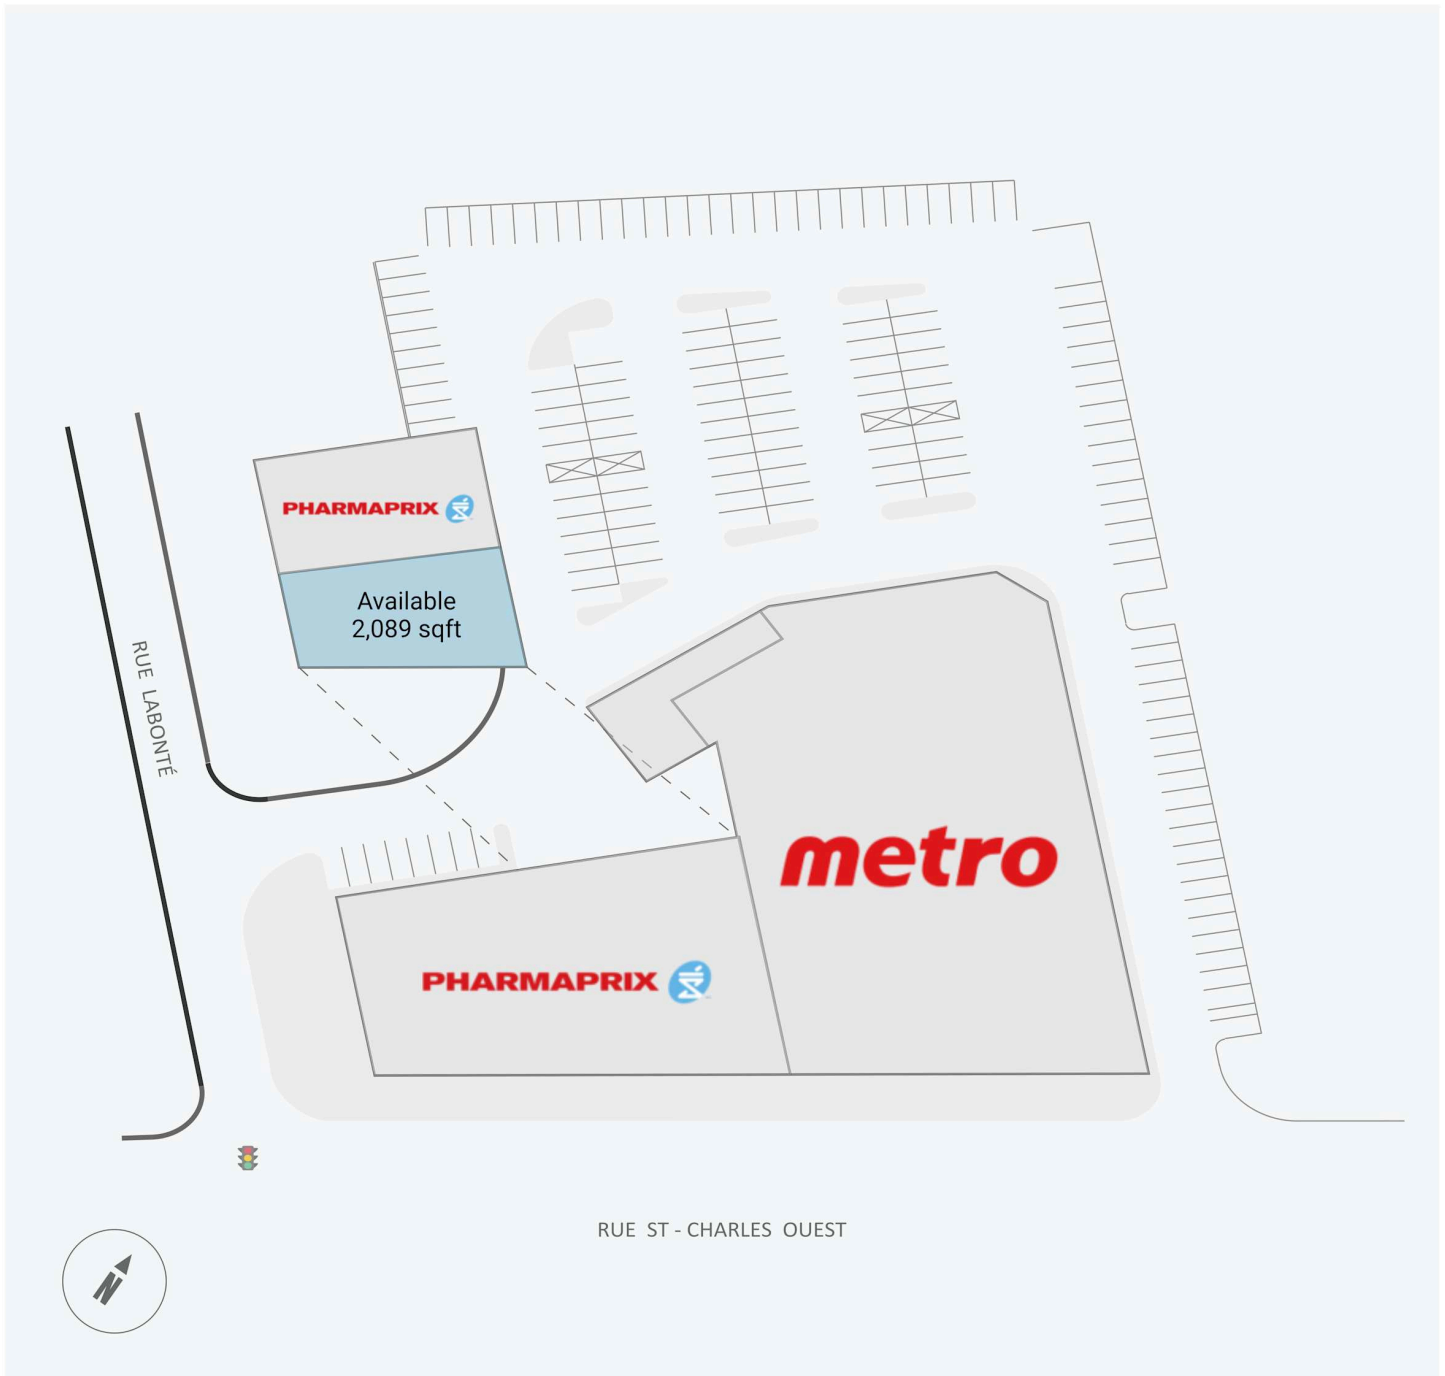 PHARMAPRIX
Available
2,089 sqft
RUE LABONTÉ
metro
PHARMAPRIX
RUE ST - CHARLES OUEST
N